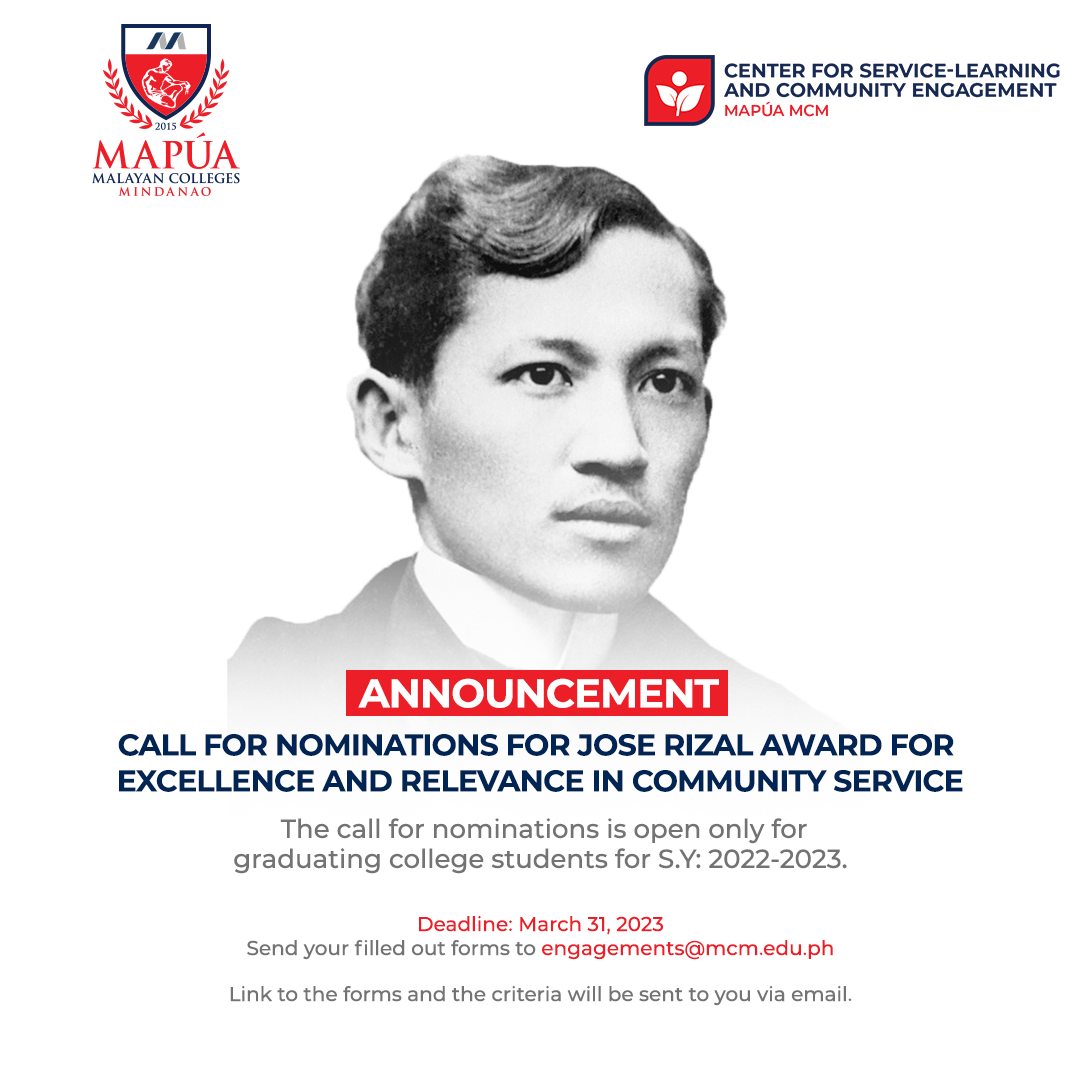 2015
MAPÚA
MALAYAN COLLEGES
MINDANAO
CENTER FOR SERVICE-LEARNING
AND COMMUNITY ENGAGEMENT
MAPÚA MCM
ANNOUNCEMENT
CALL FOR NOMINATIONS FOR JOSE RIZAL AWARD FOR
EXCELLENCE AND RELEVANCE IN COMMUNITY SERVICE
The call for nominations is open only for
graduating college students for S.Y: 2022-2023.
Deadline: March 31, 2023
Send your filled out forms to engagements@mcm.edu.ph
Link to the forms and the criteria will be sent to you via email.